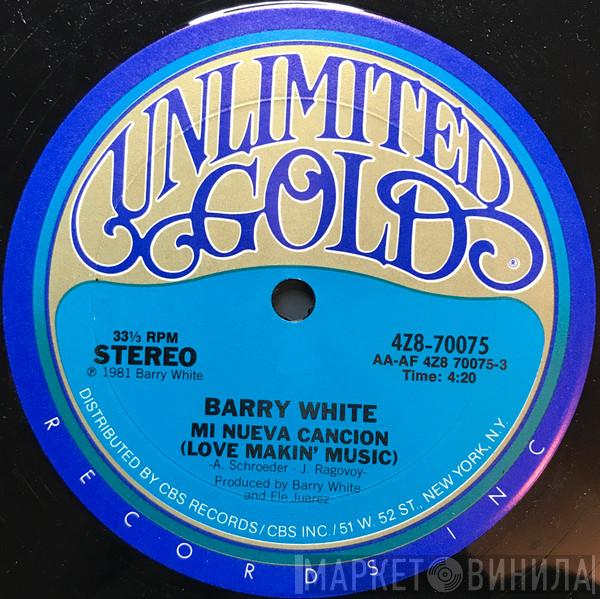 UNLIMITED
GOLD
®
33⅓ RPM
STEREO
℗ 1981 Barry White
4Z8-70075
AA-AF 4Z8 70075-3
Time: 4:20
BARRY WHITE
MI NUEVA CANCION
(LOVE MAKIN' MUSIC)
-A. Schroeder - J. Ragovoy-
Produced by Barry White
and Ele Juarez
DISTRIBUTED BY CBS RECORDS/CBS INC./51 W. 52 ST., NEW YORK, N.Y.
RECORDS INC
МАРКЕТ ВИНИЛА